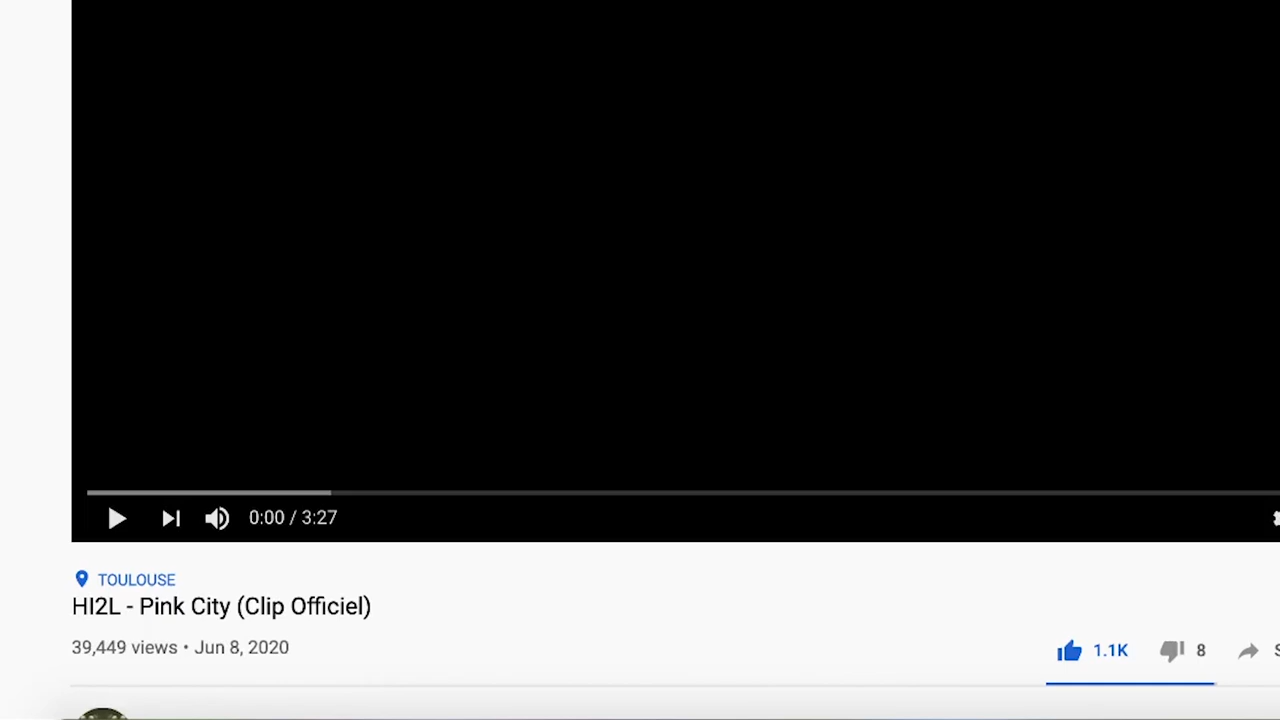 0:00 / 3:27
TOULOUSE
HI2L - Pink City (Clip Officiel)
39,449 views • Jun 8, 2020
1.1K 8